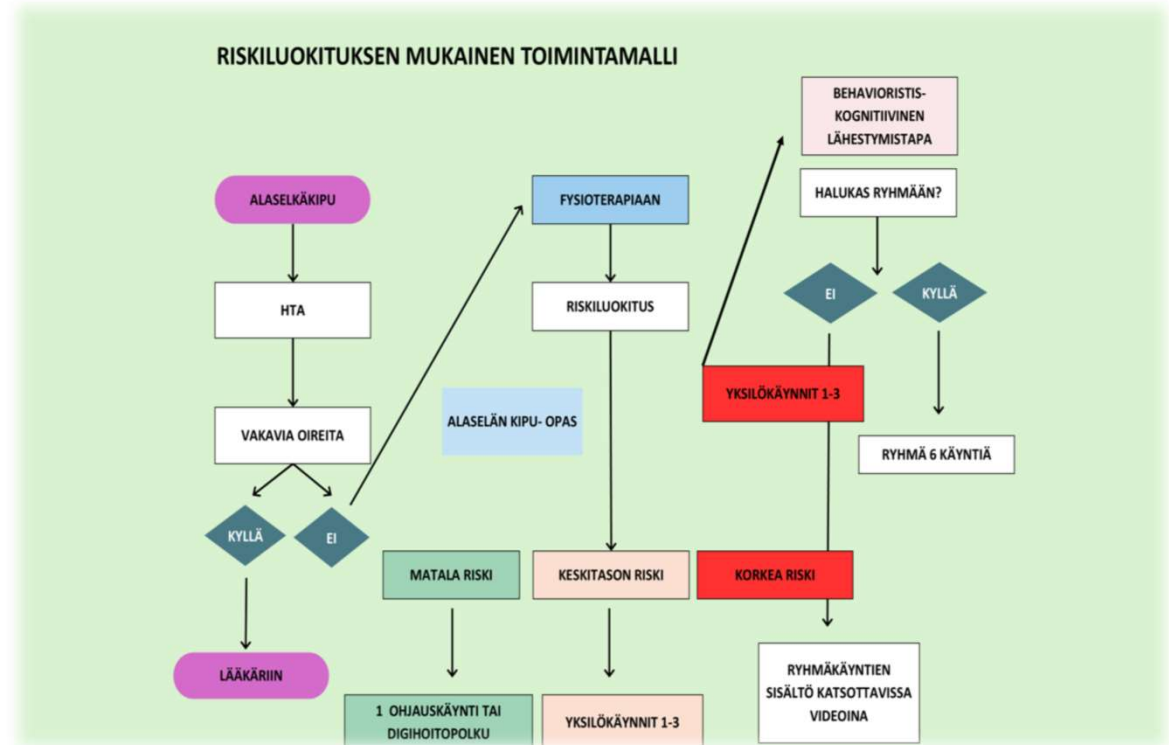 RISKILUOKITUKSEN MUKAINEN TOIMINTAMALLI
ALASELKÄKIPU
HTA
VAKAVIA OIREITA
KYLLÄ
EI
LÄÄKÄRIIN
FYSIOTERAPIAAN
RISKILUOKITUS
ALASELÄN KIPU- OPAS
MATALA RISKI
1 OHJAUSKÄYNTI TAI
DIGIHOITOPOLKU
KESKITASON RISKI
YKSILÖKÄYNNIT 1-3
KORKEA RISKI
YKSILÖKÄYNNIT 1-3
BEHAVIORISTIS-
KOGNITIIVINEN
LÄHESTYMISTAPA
HALUKAS RYHMÄÄN?
EI
KYLLÄ
RYHMÄ 6 KÄYNTIÄ
RYHMÄKÄYNTIEN
SISÄLTÖ KATSOTTAVISSA
VIDEOINA